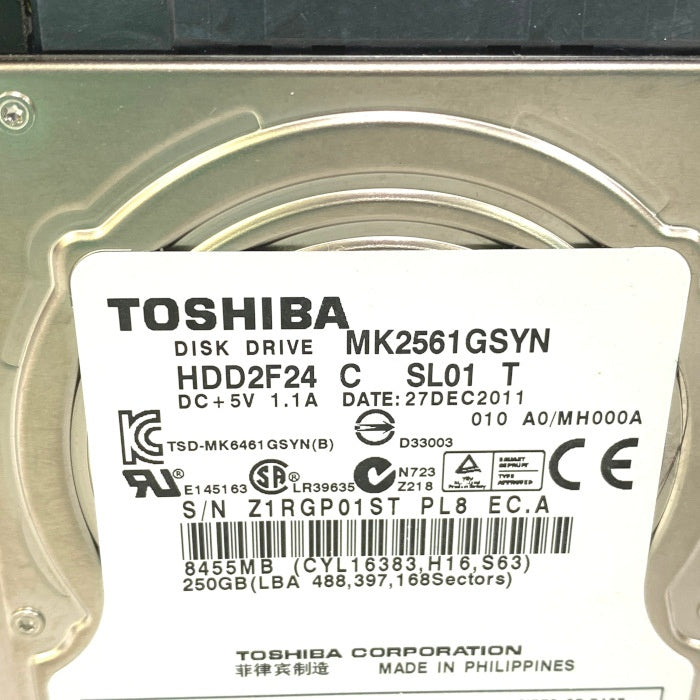 TOSHIBA
DISK DRIVE MK2561GSYN
HDD2F24 C SL01 T
DC+5V 1.1A DATE:27DEC2011
010 A0/MH000A
TSD-MK6461GSYN(B) D33003
E145163 LR39635 N723
Z218
S/N Z1RGP01ST PL8 EC.A
8455MB (CYL16383,H16,S63)
250GB(LBA 488,397,168Sectors)
TOSHIBA CORPORATION
菲律宾制造 MADE IN PHILIPPINES